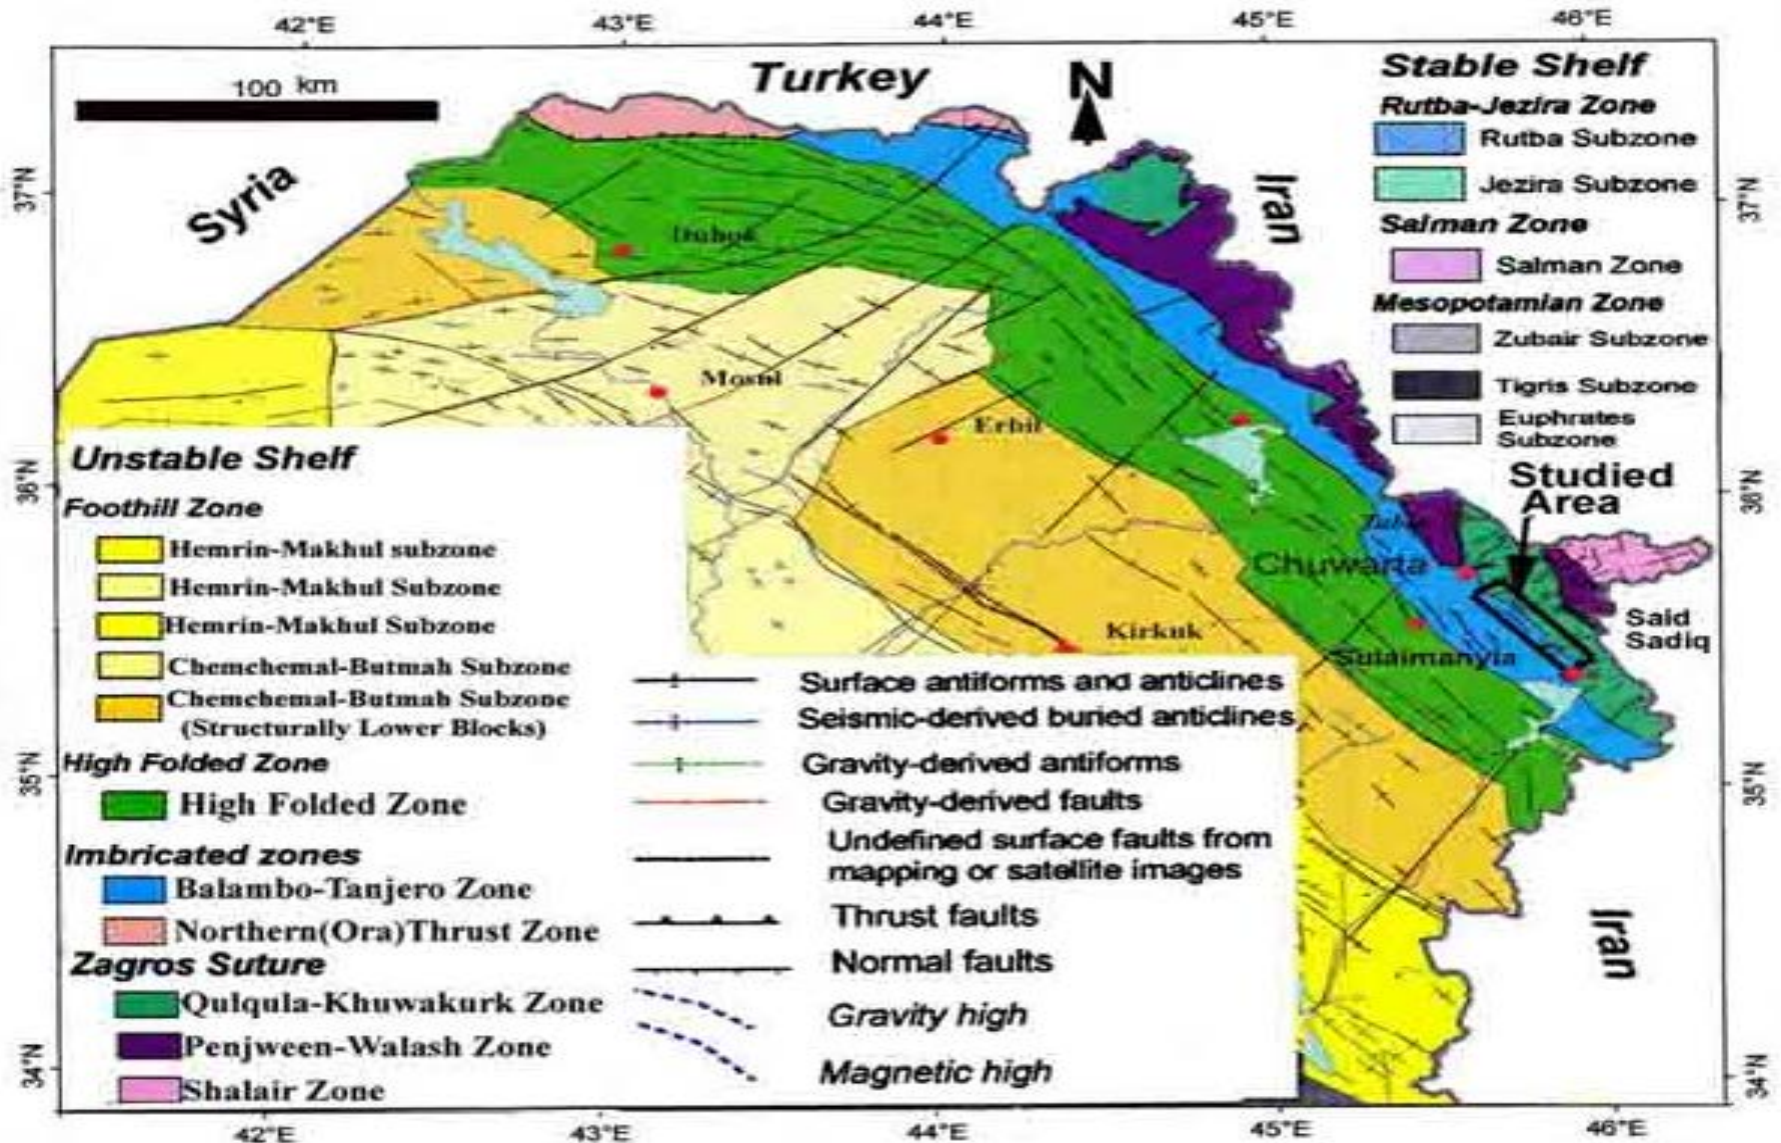 42°E 43°E 44°E 45°E 46°E
100 km
Turkey
N
Syria
Iran
37°N
37°N
Stable Shelf
Rutba-Jezira Zone
Rutba Subzone
Jezira Subzone
Salman Zone
Salman Zone
Mesopotamian Zone
Zubair Subzone
Tigris Subzone
Euphrates
Subzone
Duhok
Mosul
Erbil
36°N
36°N
Studied
Area
Chuwarta
Said
Sadiq
Kirkuk
Sulaimanyia
Unstable Shelf
Foothill Zone
Hemrin-Makhul subzone
Hemrin-Makhul Subzone
Hemrin-Makhul Subzone
Chemchemal-Butmah Subzone
Chemchemal-Butmah Subzone
(Structurally Lower Blocks)
High Folded Zone
High Folded Zone
Imbricated zones
Balambo-Tanjero Zone
Northern(Ora)Thrust Zone
Zagros Suture
Qulqula-Khuwakurk Zone
Penjween-Walash Zone
Shalair Zone
Surface antiforms and anticlines
Seismic-derived buried anticlines
Gravity-derived antiforms
Gravity-derived faults
Undefined surface faults from
mapping or satellite images
Thrust faults
Normal faults
Gravity high
Magnetic high
35°N
35°N
Iran
34°N
34°N
42°E 43°E 44°E 45°E 46°E